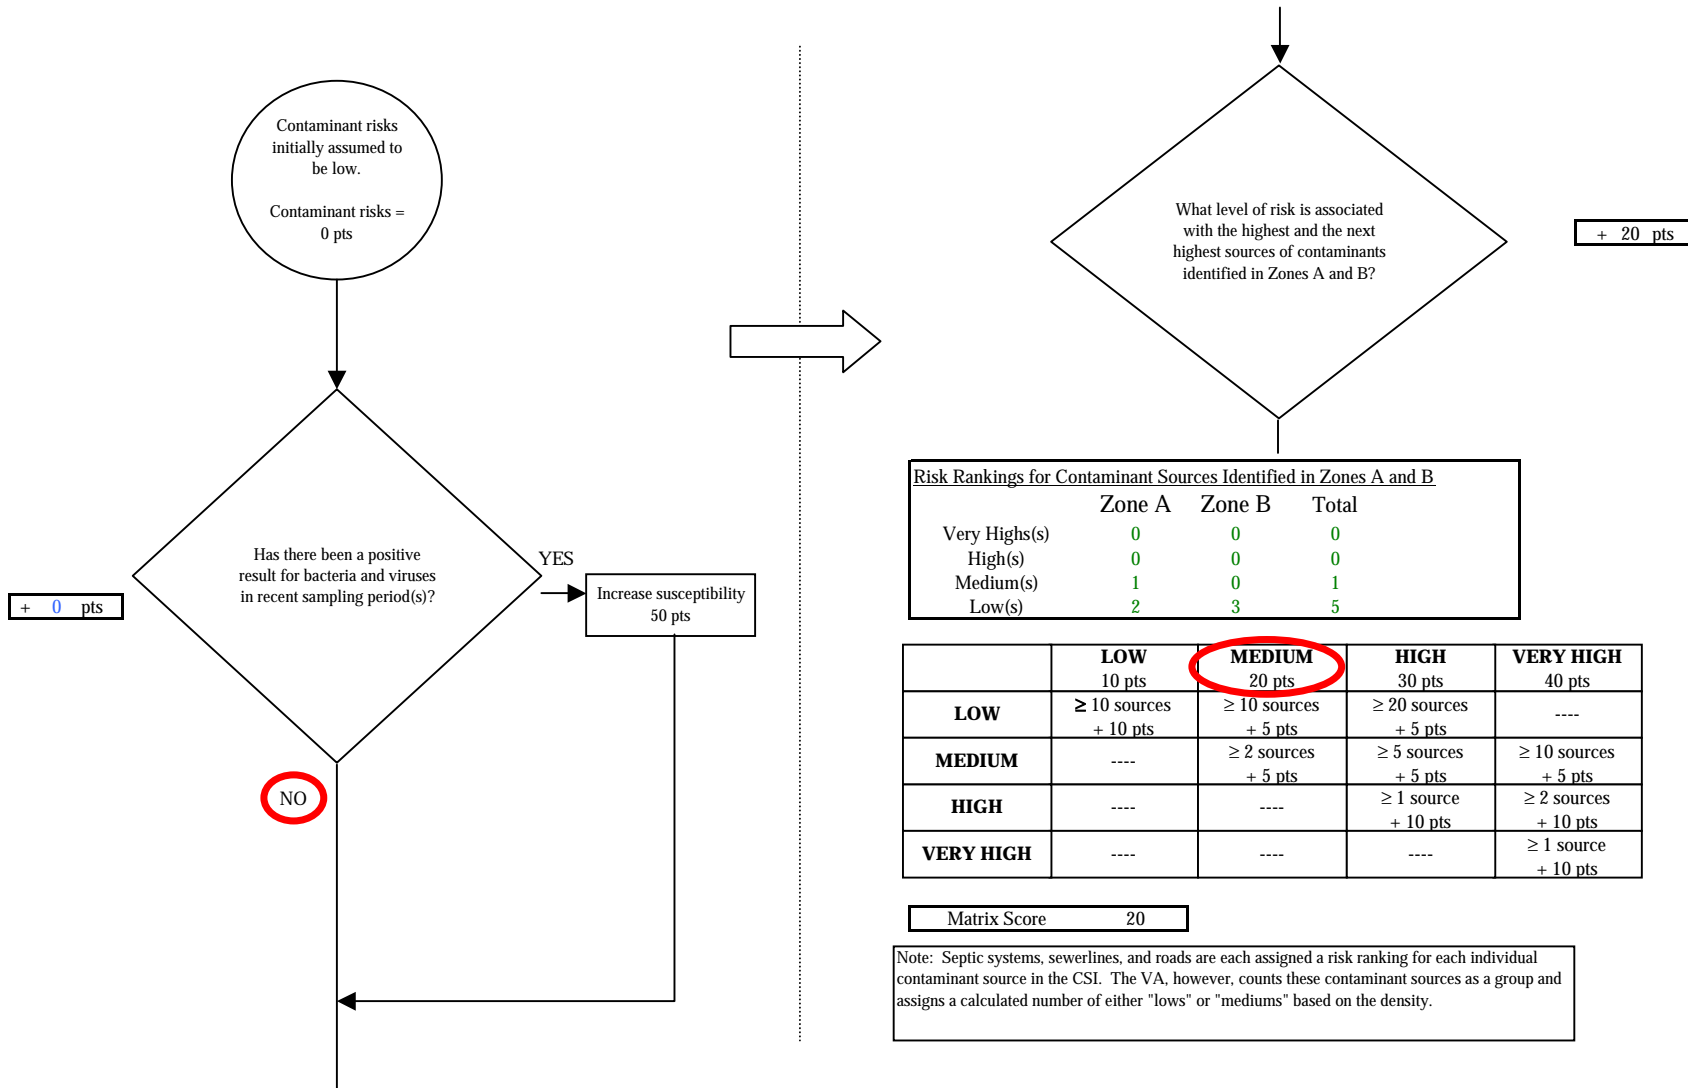 Contaminant risks
initially assumed to
be low.
Contaminant risks =
0 pts
Has there been a positive
result for bacteria and viruses
in recent sampling period(s)?
YES
Increase susceptibility
50 pts
+ 0 pts
NO
What level of risk is associated
with the highest and the next
highest sources of contaminants
identified in Zones A and B?
+ 20 pts
Risk Rankings for Contaminant Sources Identified in Zones A and B
Zone A Zone B Total
Very Highs(s) 0 0 0
High(s) 0 0 0
Medium(s) 1 0 1
Low(s) 2 3 5
LOW MEDIUM HIGH VERY HIGH
10 pts 20 pts 30 pts 40 pts
LOW ≥ 10 sources ≥ 10 sources ≥ 20 sources ----
+ 10 pts + 5 pts + 5 pts
MEDIUM ---- ≥ 2 sources ≥ 5 sources ≥ 10 sources
+ 5 pts + 5 pts + 5 pts
HIGH ---- ---- ≥ 1 source ≥ 2 sources
+ 10 pts + 10 pts
VERY HIGH ---- ---- ---- ≥ 1 source
+ 10 pts
Matrix Score 20
Note: Septic systems, sewerlines, and roads are each assigned a risk ranking for each individual
contaminant source in the CSI. The VA, however, counts these contaminant sources as a group and
assigns a calculated number of either "lows" or "mediums" based on the density.